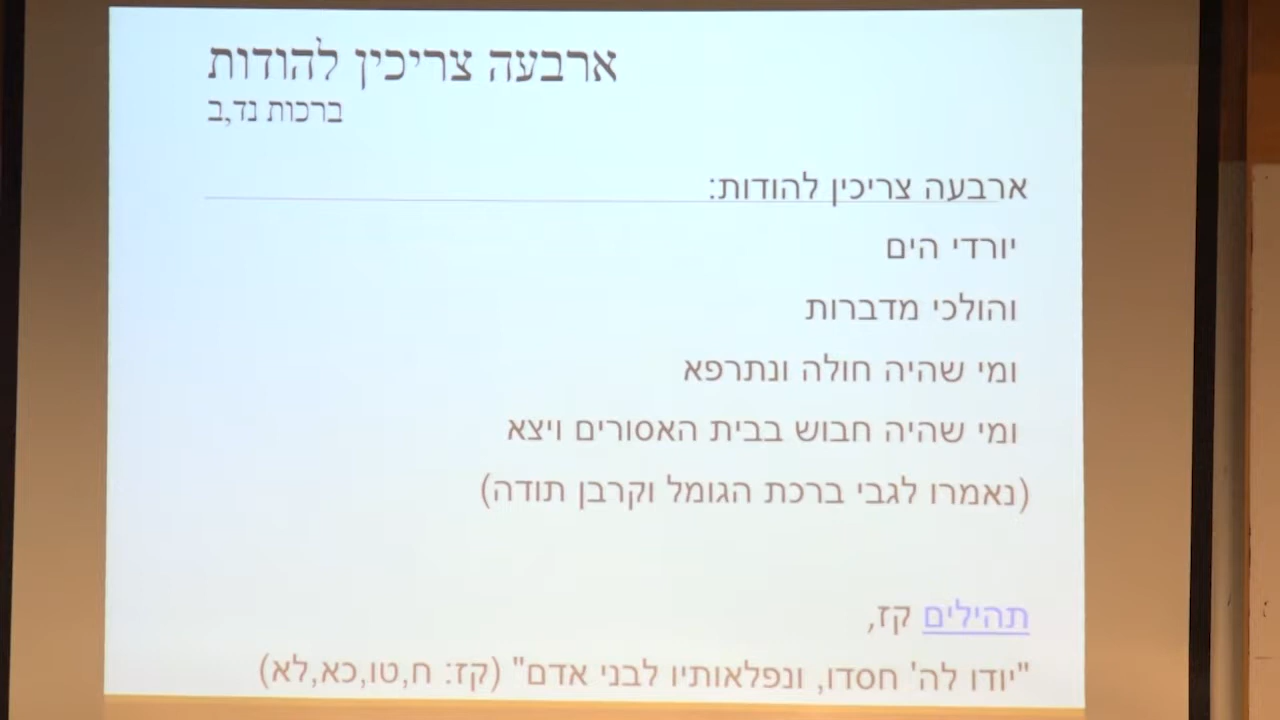 ארבעה צריכין להודות
ברכות נד,ב
ארבעה צריכין להודות:
יורדי הים
והולכי מדברות
ומי שהיה חולה ונתרפא
ומי שהיה חבוש בבית האסורים ויצא
(נאמרו לגבי ברכת הגומל וקרבן תודה)
תהילים קז,
"יודו לה' חסדו, ונפלאותיו לבני אדם" (קז: ח,טו,כא,לא)